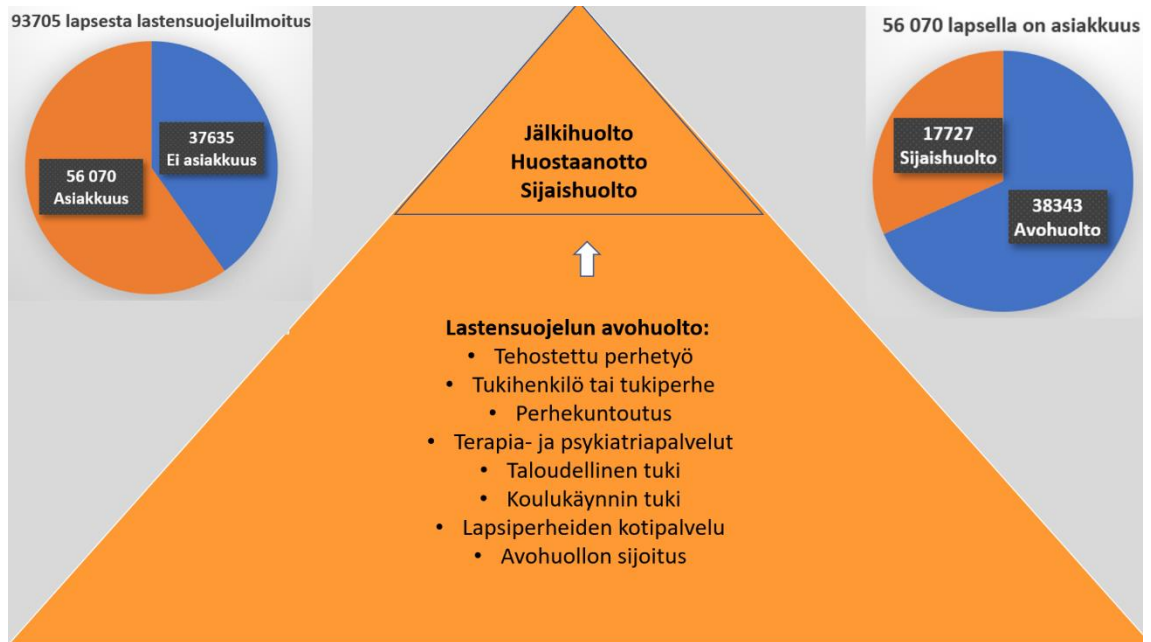 93705 lapsesta lastensuojeluilmoitus
37635
Ei asiakkuus
56 070
Asiakkuus
Jälkihuolto
Huostaanotto
Sijaishuolto
56 070 lapsella on asiakkuus
17727
Sijaishuolto
38343
Avohuolto
Lastensuojelun avohuolto:
• Tehostettu perhetyö
• Tukihenkilö tai tukiperhe
• Perhekuntoutus
• Terapia- ja psykiatriapalvelut
• Taloudellinen tuki
• Koulukäynnin tuki
• Lapsiperheiden kotipalvelu
• Avohuollon sijoitus